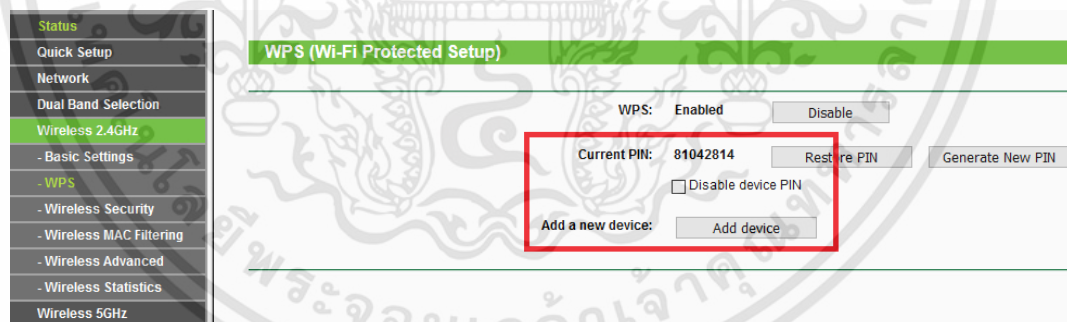 Status
Quick Setup
Network
Dual Band Selection
Wireless 2.4GHz
- Basic Settings
- WPS
- Wireless Security
- Wireless MAC Filtering
- Wireless Advanced
- Wireless Statistics
Wireless 5GHz
WPS (Wi-Fi Protected Setup)
WPS: Enabled Disable
Current PIN: 81042814 Restore PIN Generate New PIN
Disable device PIN
Add a new device: Add device